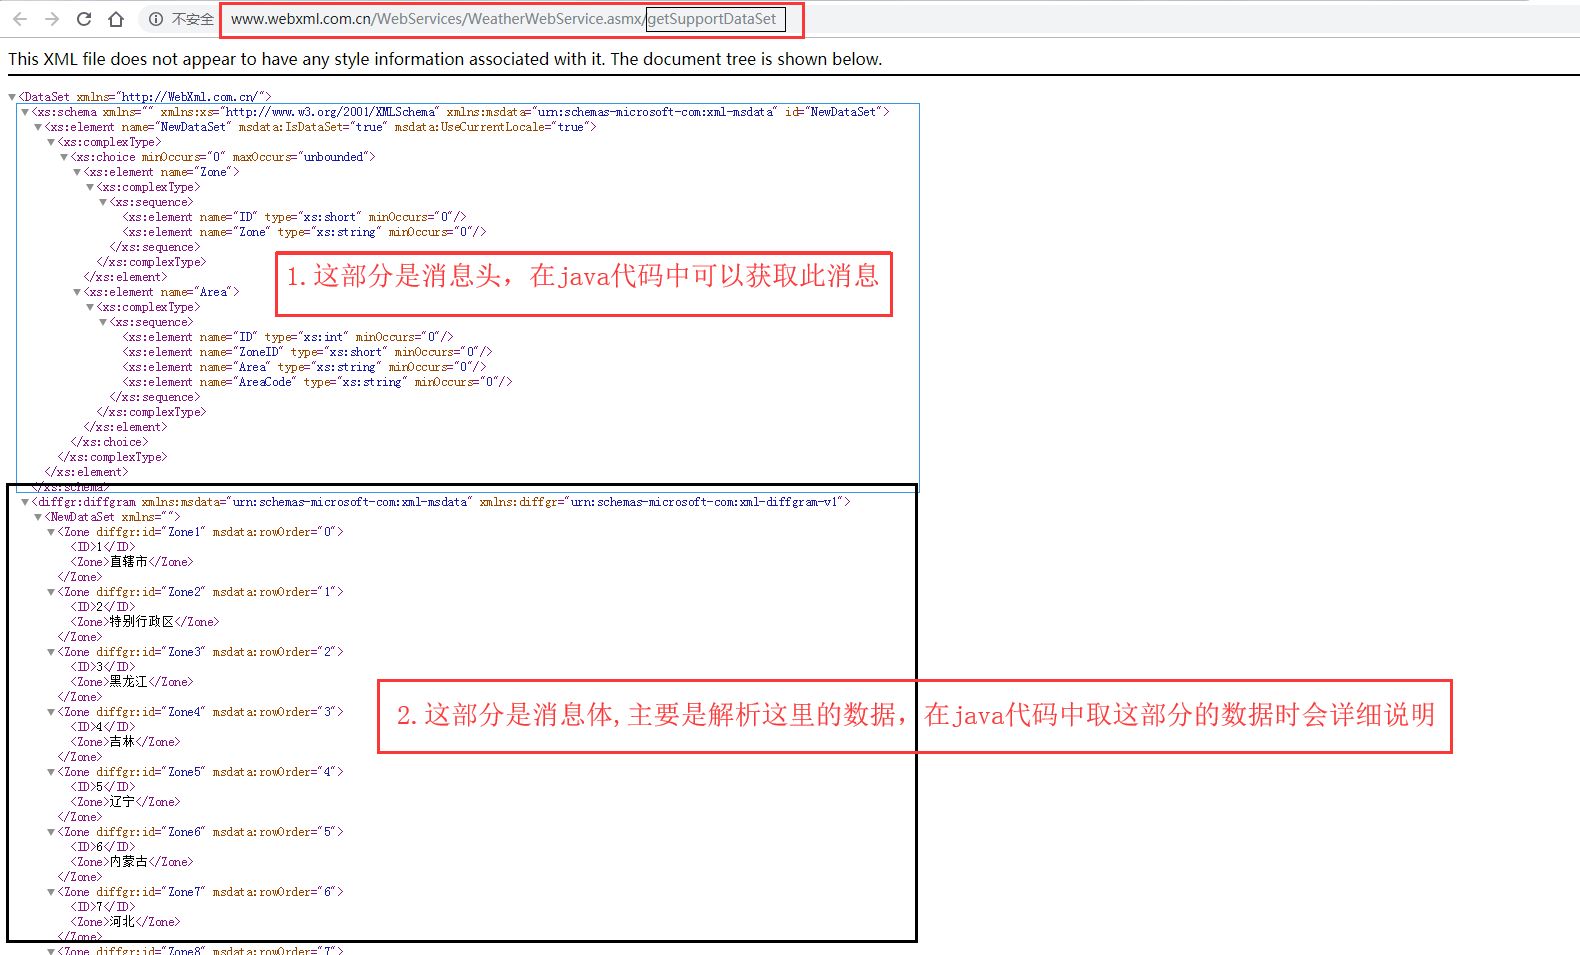 不安全 www.webxml.com.cn/WebServices/WeatherWebService.asmx/getSupportDataSet
This XML file does not appear to have any style information associated with it. The document tree is shown below.
▼<DataSet xmlns="http://WebXml.com.cn/">
▼<xs:schema xmlns="" xmlns:xs="http://www.w3.org/2001/XMLSchema" xmlns:msdata="urn:schemas-microsoft-com:xml-msdata" id="NewDataSet">
▼<xs:element name="NewDataSet" msdata:IsDataSet="true" msdata:UseCurrentLocale="true">
▼<xs:complexType>
▼<xs:choice minOccurs="0" maxOccurs="unbounded">
▼<xs:element name="Zone">
▼<xs:complexType>
▼<xs:sequence>
<xs:element name="ID" type="xs:short" minOccurs="0"/>
<xs:element name="Zone" type="xs:string" minOccurs="0"/>
</xs:sequence>
</xs:complexType>
</xs:element>
1.这部分是消息头，在java代码中可以获取此消息
▼<xs:element name="Area">
▼<xs:complexType>
▼<xs:sequence>
<xs:element name="ID" type="xs:int" minOccurs="0"/>
<xs:element name="ZoneID" type="xs:short" minOccurs="0"/>
<xs:element name="Area" type="xs:string" minOccurs="0"/>
<xs:element name="AreaCode" type="xs:string" minOccurs="0"/>
</xs:sequence>
</xs:complexType>
</xs:element>
</xs:choice>
</xs:complexType>
</xs:element>
</xs:schema>
▼<diffgr:diffgram xmlns:msdata="urn:schemas-microsoft-com:xml-msdata" xmlns:diffgr="urn:schemas-microsoft-com:xml-diffgram-v1">
▼<NewDataSet xmlns="">
▼<Zone diffgr:id="Zone1" msdata:rowOrder="0">
<ID>1</ID>
<Zone>直辖市</Zone>
</Zone>
▼<Zone diffgr:id="Zone2" msdata:rowOrder="1">
<ID>2</ID>
<Zone>特别行政区</Zone>
</Zone>
▼<Zone diffgr:id="Zone3" msdata:rowOrder="2">
<ID>3</ID>
<Zone>黑龙江</Zone>
</Zone>
▼<Zone diffgr:id="Zone4" msdata:rowOrder="3">
2.这部分是消息体,主要是解析这里的数据，在java代码中取这部分的数据时会详细说明
<ID>4</ID>
<Zone>吉林</Zone>
</Zone>
▼<Zone diffgr:id="Zone5" msdata:rowOrder="4">
<ID>5</ID>
<Zone>辽宁</Zone>
</Zone>
▼<Zone diffgr:id="Zone6" msdata:rowOrder="5">
<ID>6</ID>
<Zone>内蒙古</Zone>
</Zone>
▼<Zone diffgr:id="Zone7" msdata:rowOrder="6">
<ID>7</ID>
<Zone>河北</Zone>
</Zone>
▼<Zone diffgr:id="Zone8" msdata:rowOrder="7">